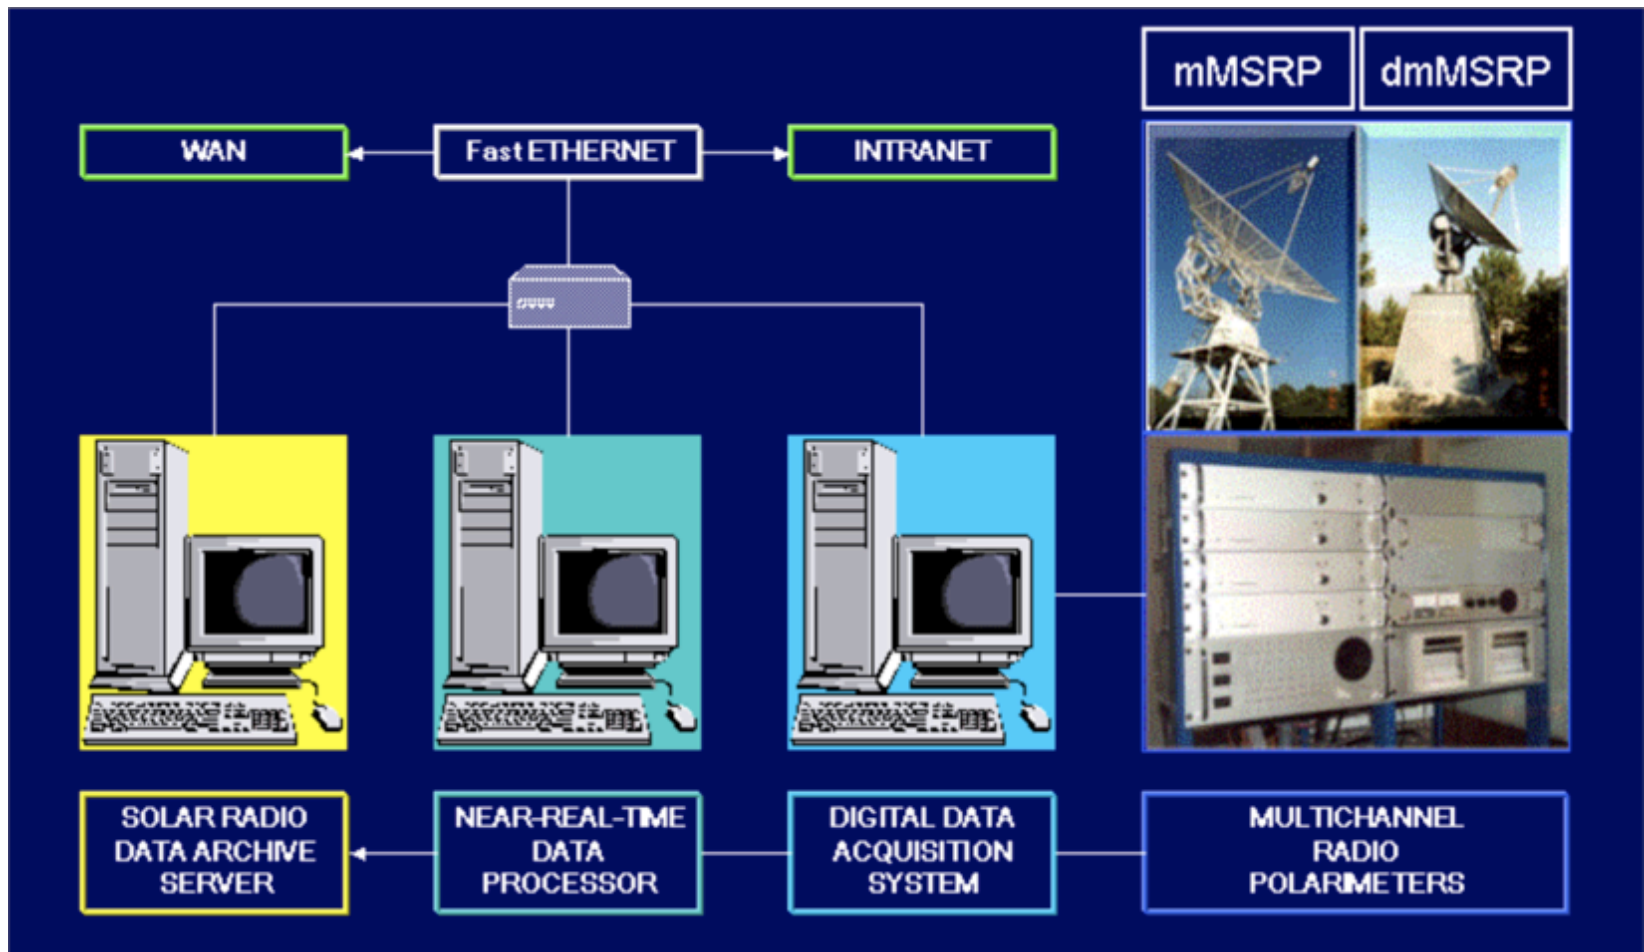 mMSRP
dmMSRP
WAN
Fast ETHERNET
INTRANET
SOLAR RADIO
DATA ARCHIVE
SERVER
NEAR-REAL-TIME
DATA
PROCESSOR
DIGITAL DATA
ACQUISITION
SYSTEM
MULTICHANNEL
RADIO
POLARIMETERS